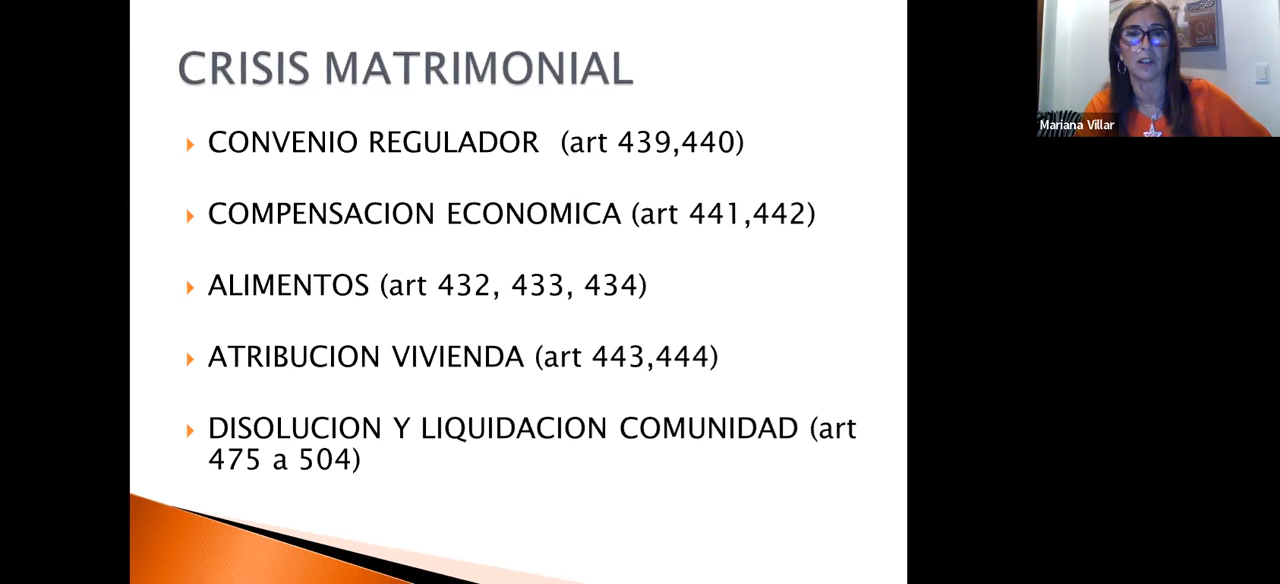 CRISIS MATRIMONIAL
CONVENIO REGULADOR (art 439,440)
COMPENSACION ECONOMICA (art 441,442)
ALIMENTOS (art 432, 433, 434)
ATRIBUCION VIVIENDA (art 443,444)
DISOLUCION Y LIQUIDACION COMUNIDAD (art
475 a 504)
Mariana Villar